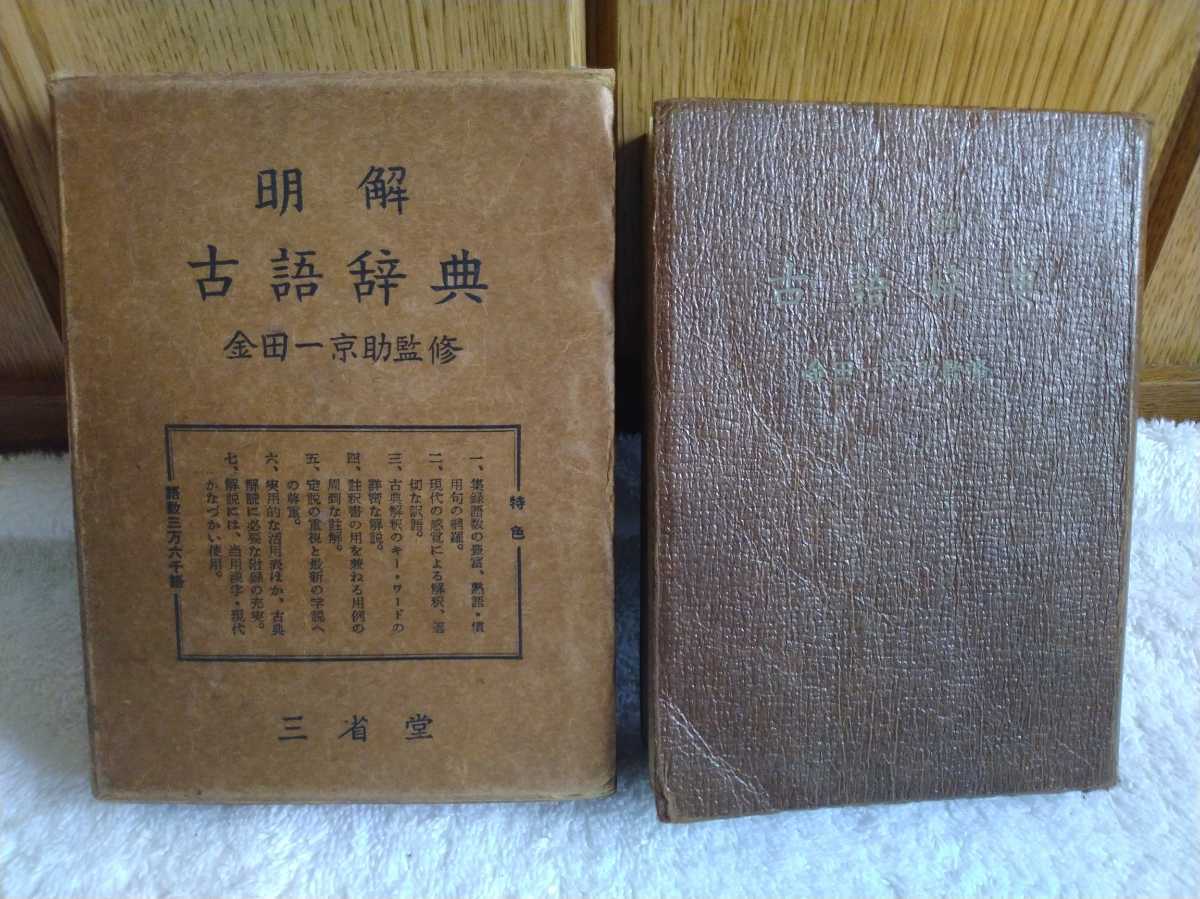 明解
古語辞典
金田一京助監修
特色
一、集録語数の豊富、熟語・慣
用句の網羅。
二、現代の感覚による解釈、適
切な訳語。
三、古典解釈のキー・ワードの
詳密な解説。
四、註釈書の用を兼ねる用例の
周到な註解。
五、定説の重視と最新の学説へ
の尊重。
六、実用的な活用表ほか、古典
解読に必要な附録の充実。
七、解説には、当用漢字・現代
かなづかい使用。
語数三万六千語
三省堂
古語辞典
金田一京助監修